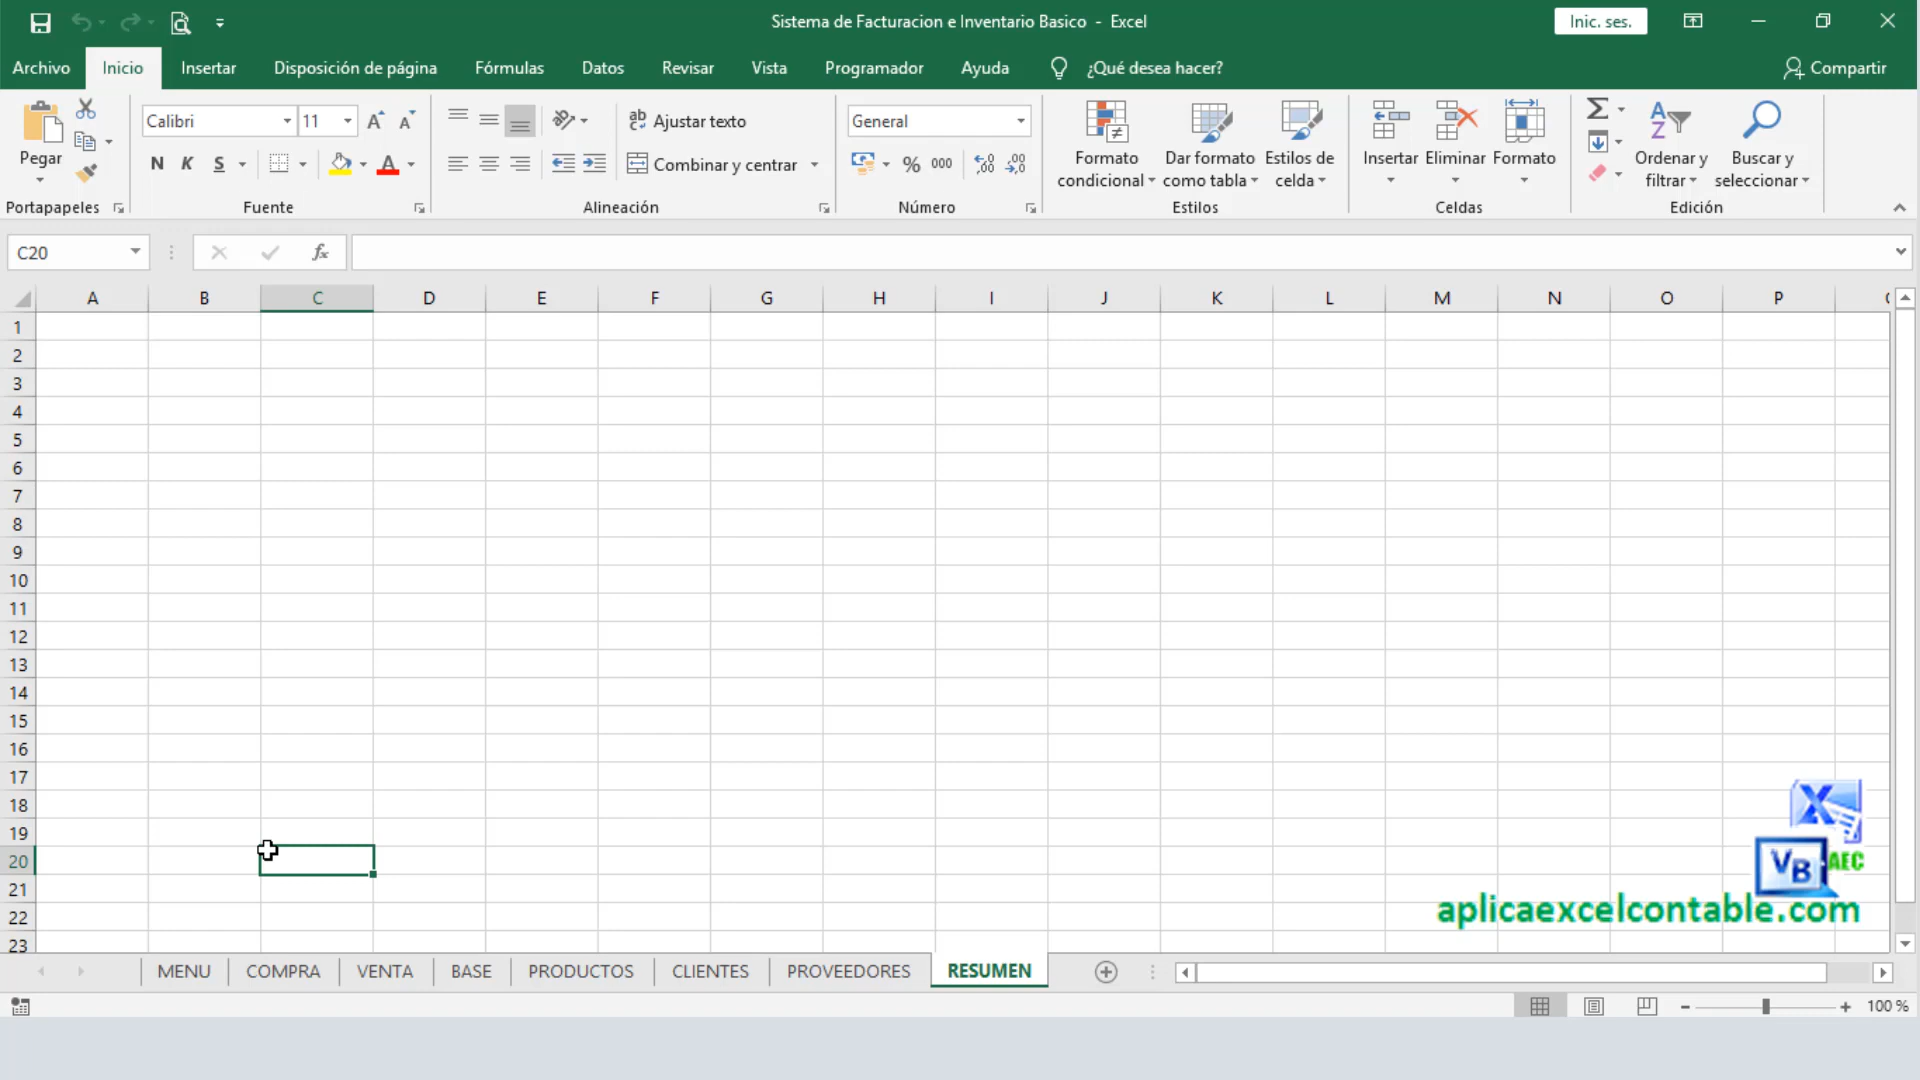 Sistema de Facturacion e Inventario Basico - Excel
Inic. ses.
Archivo Inicio Insertar Disposición de página Fórmulas Datos Revisar Vista Programador Ayuda ¿Qué desea hacer? Compartir
Pegar
Portapapeles
Calibri 11
N K S A
Fuente
ab Ajustar texto
Combinar y centrar
Alineación
General
% 000
Número
Formato condicional
Dar formato como tabla
Estilos de celda
Estilos
Insertar Eliminar Formato
Celdas
Ordenar y filtrar
Buscar y seleccionar
Edición
C20 fx
A B C D E F G H I J K L M N O P
1
2
3
4
5
6
7
8
9
10
11
12
13
14
15
16
17
18
19
20
21
22
23
X
VB AEC
aplicaexcelcontable.com
MENU COMPRA VENTA BASE PRODUCTOS CLIENTES PROVEEDORES RESUMEN
100 %